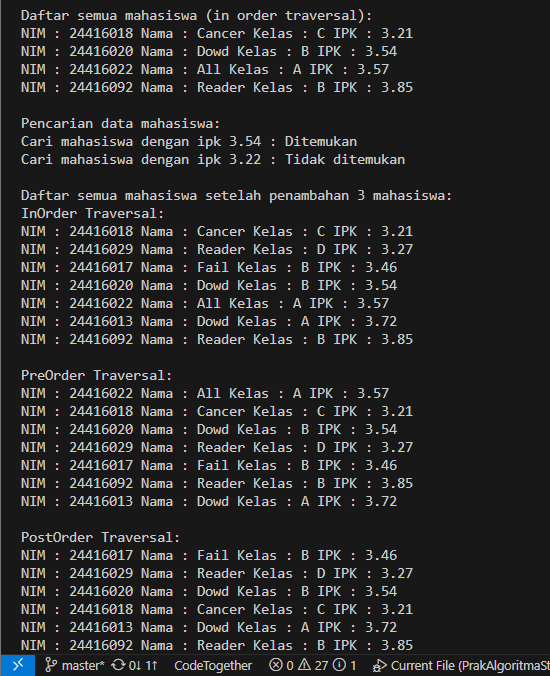 Daftar semua mahasiswa (in order traversal):
NIM : 24416018 Nama : Cancer Kelas : C IPK : 3.21
NIM : 24416020 Nama : Dowd Kelas : B IPK : 3.54
NIM : 24416022 Nama : All Kelas : A IPK : 3.57
NIM : 24416092 Nama : Reader Kelas : B IPK : 3.85
Pencarian data mahasiswa:
Cari mahasiswa dengan ipk 3.54 : Ditemukan
Cari mahasiswa dengan ipk 3.22 : Tidak ditemukan
Daftar semua mahasiswa setelah penambahan 3 mahasiswa:
InOrder Traversal:
NIM : 24416018 Nama : Cancer Kelas : C IPK : 3.21
NIM : 24416029 Nama : Reader Kelas : D IPK : 3.27
NIM : 24416017 Nama : Fail Kelas : B IPK : 3.46
NIM : 24416020 Nama : Dowd Kelas : B IPK : 3.54
NIM : 24416022 Nama : All Kelas : A IPK : 3.57
NIM : 24416013 Nama : Dowd Kelas : A IPK : 3.72
NIM : 24416092 Nama : Reader Kelas : B IPK : 3.85
PreOrder Traversal:
NIM : 24416022 Nama : All Kelas : A IPK : 3.57
NIM : 24416018 Nama : Cancer Kelas : C IPK : 3.21
NIM : 24416020 Nama : Dowd Kelas : B IPK : 3.54
NIM : 24416029 Nama : Reader Kelas : D IPK : 3.27
NIM : 24416017 Nama : Fail Kelas : B IPK : 3.46
NIM : 24416092 Nama : Reader Kelas : B IPK : 3.85
NIM : 24416013 Nama : Dowd Kelas : A IPK : 3.72
PostOrder Traversal:
NIM : 24416017 Nama : Fail Kelas : B IPK : 3.46
NIM : 24416029 Nama : Reader Kelas : D IPK : 3.27
NIM : 24416020 Nama : Dowd Kelas : B IPK : 3.54
NIM : 24416018 Nama : Cancer Kelas : C IPK : 3.21
NIM : 24416013 Nama : Dowd Kelas : A IPK : 3.72
NIM : 24416092 Nama : Reader Kelas : B IPK : 3.85
master* 0↓ 1↑ CodeTogether 0 27 1 Current File (PrakAlgoritmaSt